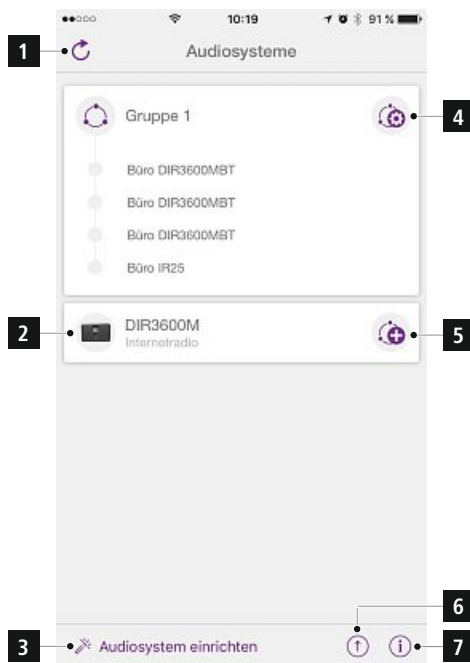 10:19
91 %
1
Audiosysteme
Gruppe 1
4
Büro DIR3600MBT
Büro DIR3600MBT
Büro DIR3600MBT
Büro IR25
2
DIR3600M
Internetradio
5
6
3
Audiosystem einrichten
7